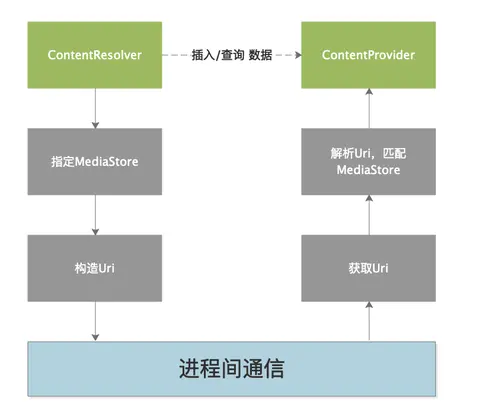 ContentResolver
插入/查询 数据
ContentProvider
指定MediaStore
解析Uri，匹配
MediaStore
构造Uri
获取Uri
进程间通信